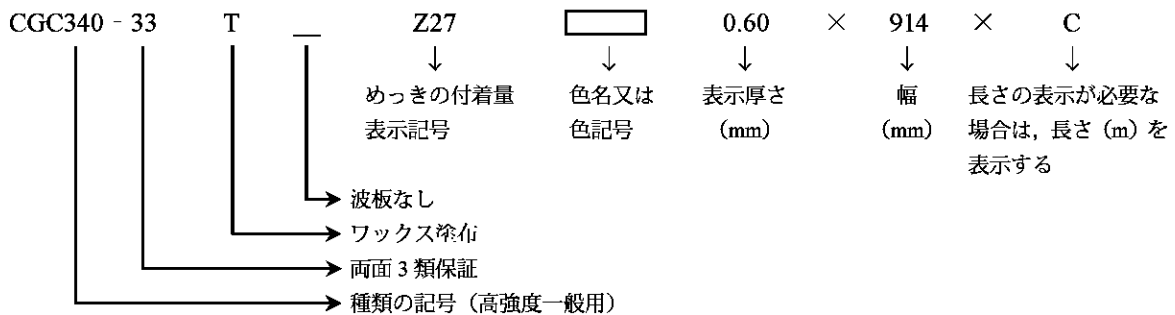 CGC340 - 33 T _ Z27 0.60 × 914 × C
めっきの付着量 色名又は 表示厚さ 幅 長さの表示が必要な
表示記号 色記号 (mm) (mm) 場合は，長さ（m）を
表示する
波板なし
ワックス塗布
両面3類保証
種類の記号（高強度一般用）